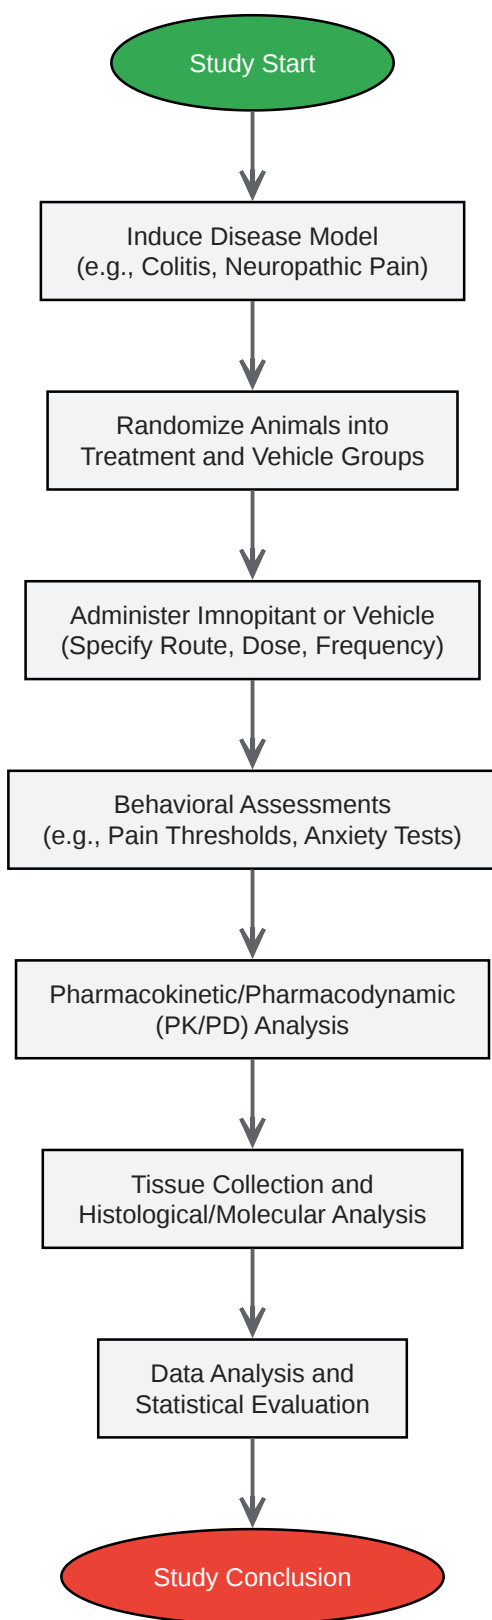 Study Start
Induce Disease Model
(e.g., Colitis, Neuropathic Pain)
Randomize Animals into
Treatment and Vehicle Groups
Administer Imnopitant or Vehicle
(Specify Route, Dose, Frequency)
Behavioral Assessments
(e.g., Pain Thresholds, Anxiety Tests)
Pharmacokinetic/Pharmacodynamic
(PK/PD) Analysis
Tissue Collection and
Histological/Molecular Analysis
Data Analysis and
Statistical Evaluation
Study Conclusion